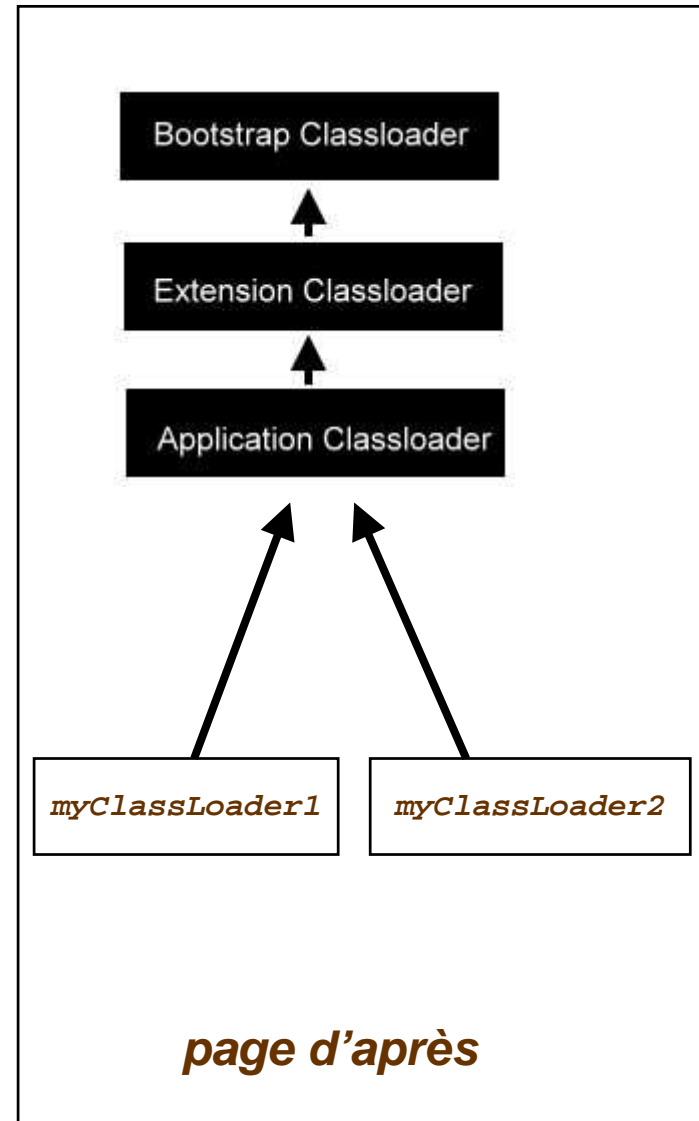 Bootstrap Classloader
Extension Classloader
Application Classloader
myClassLoader1
myClassLoader2
page d'après